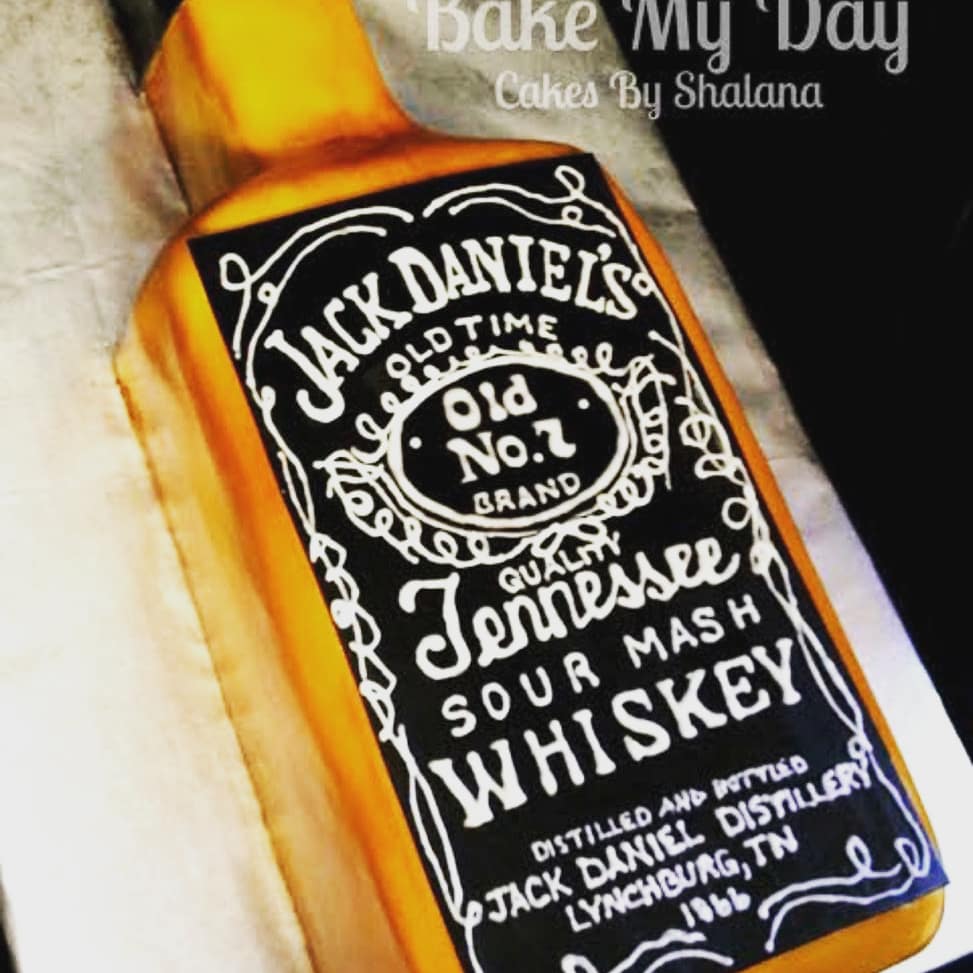 Bake My Day
Cakes By Shalana
JACK DANIEL'S
OLD TIME
Old
No.7
BRAND
QUALITY
Tennessee
SOUR MASH
WHISKEY
DISTILLED AND BOTTLED
JACK DANIEL DISTILLERY
LYNCHBURG, TN
1866